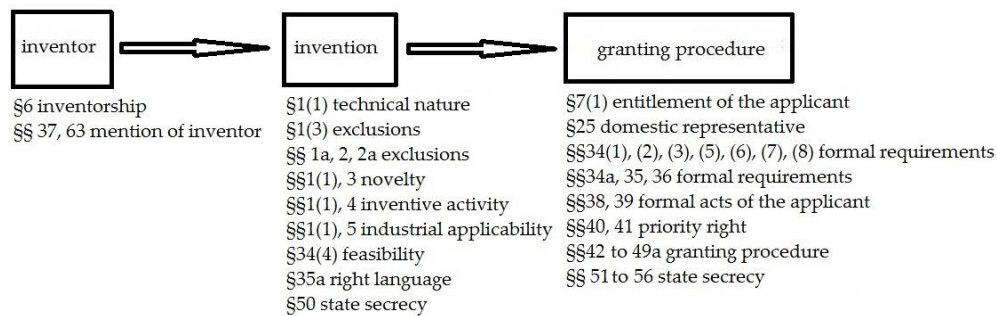 inventor
§6 inventorship
§§ 37, 63 mention of inventor
invention
§1(1) technical nature
§1(3) exclusions
§§ 1a, 2, 2a exclusions
§§1(1), 3 novelty
§§1(1), 4 inventive activity
§§1(1), 5 industrial applicability
§34(4) feasibility
§35a right language
§50 state secrecy
granting procedure
§7(1) entitlement of the applicant
§25 domestic representative
§§34(1), (2), (3), (5), (6), (7), (8) formal requirements
§§34a, 35, 36 formal requirements
§§38, 39 formal acts of the applicant
§§40, 41 priority right
§§42 to 49a granting procedure
§§ 51 to 56 state secrecy